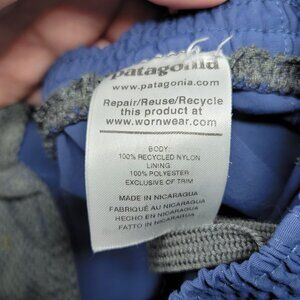 patagonia
www.patagonia.com
Repair/Reuse/Recycle
this product at
www.wornwear.com
BODY:
100% RECYCLED NYLON
LINING:
100% POLYESTER
EXCLUSIVE OF TRIM
MADE IN NICARAGUA
FABRIQUÉ AU NICARAGUA
HECHO EN NICARAGUA
FATTO IN NICARAGUA